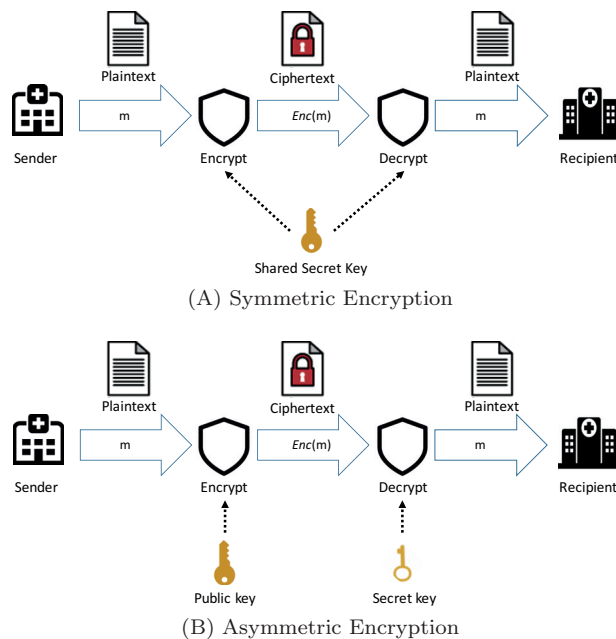 Plaintext Ciphertext Plaintext
m Enc(m) m
Sender Encrypt Decrypt Recipient
Shared Secret Key
(A) Symmetric Encryption
Plaintext Ciphertext Plaintext
m Enc(m) m
Sender Encrypt Decrypt Recipient
Public key Secret key
(B) Asymmetric Encryption